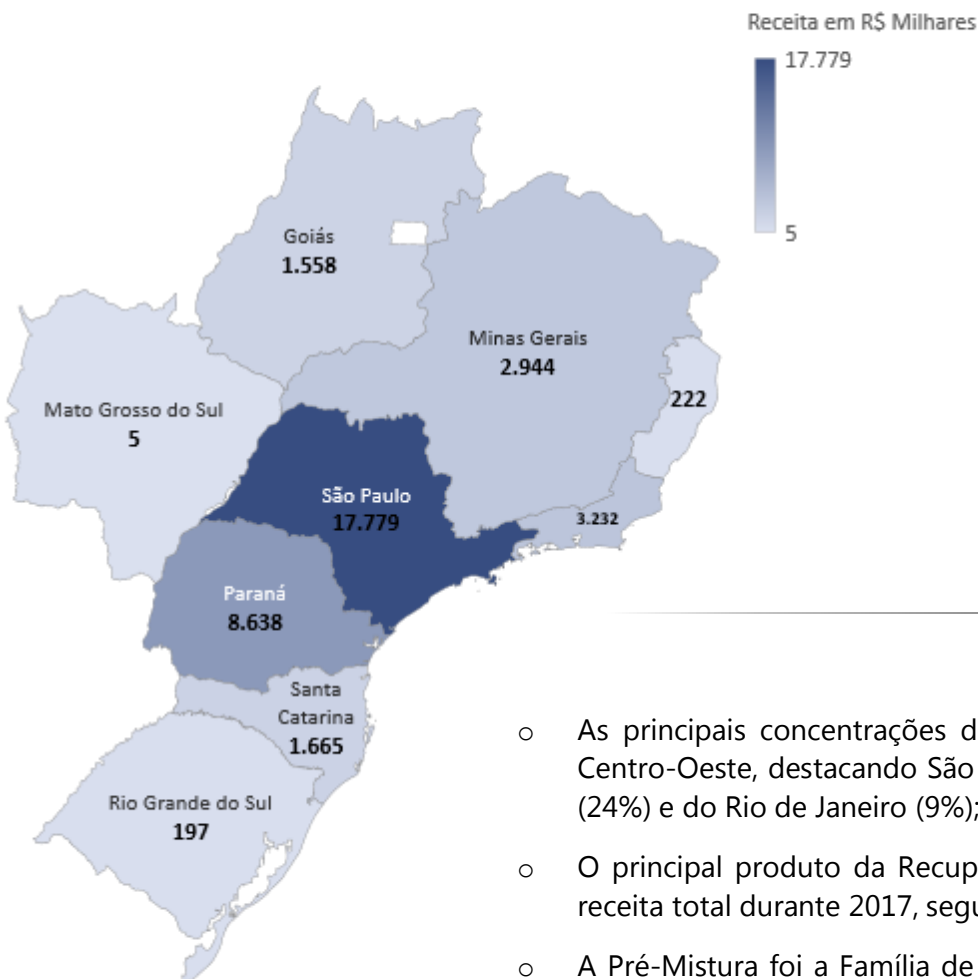 Receita em R$ Milhares
17.779
5
Goiás
1.558
Minas Gerais
2.944
222
Mato Grosso do Sul
5
São Paulo
17.779
3.232
Paraná
8.638
Santa
Catarina
1.665
Rio Grande do Sul
197
o As principais concentrações d
Centro-Oeste, destacando São
(24%) e do Rio de Janeiro (9%);
o O principal produto da Recup
receita total durante 2017, segu
o A Pré-Mistura foi a Família de